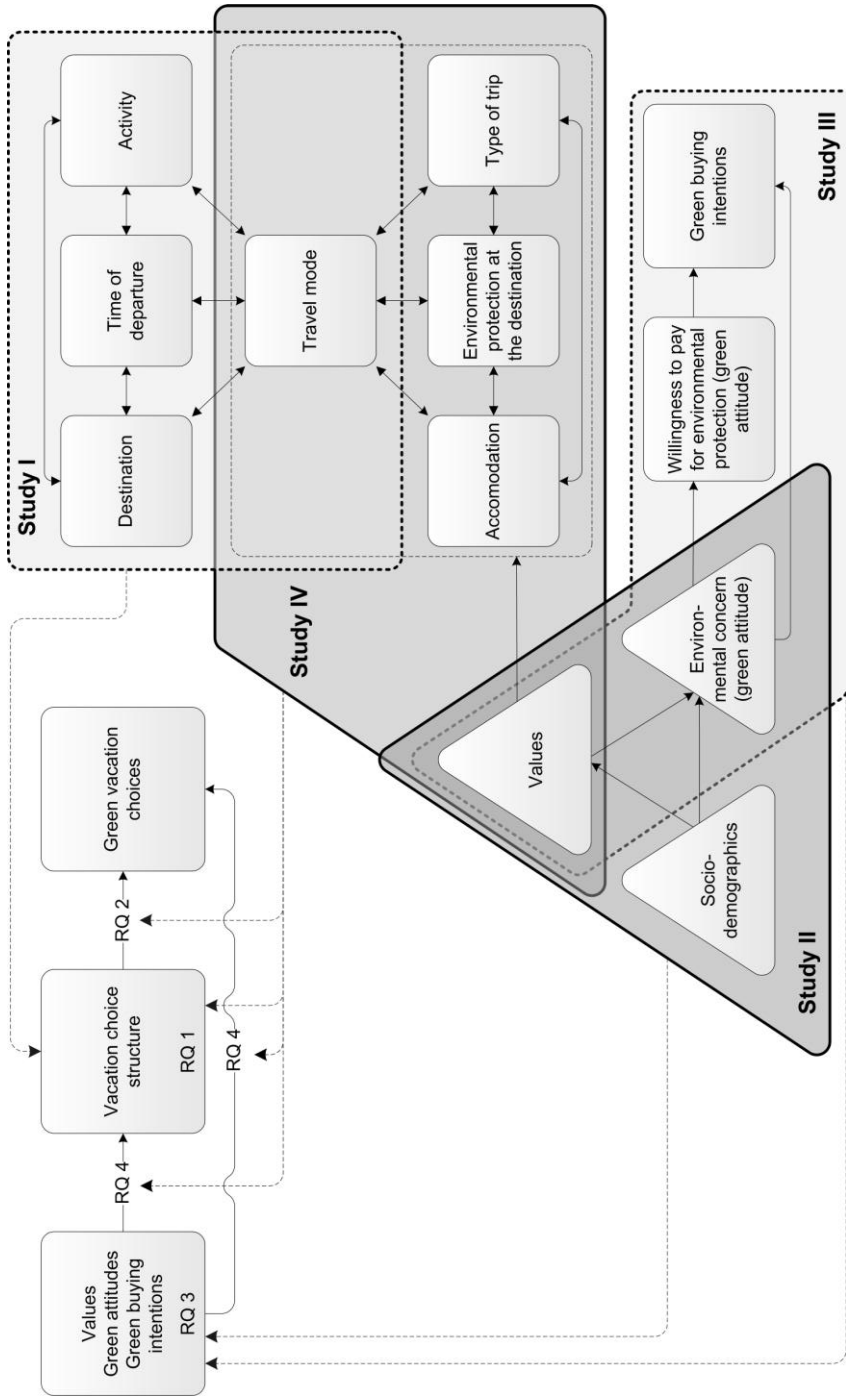 Values
Green attitudes
Green buying
intentions
RQ 3
RQ 4
Vacation choice
structure
RQ 1
RQ 2
Green vacation
choices
RQ 4
Study I
Destination
Time of
departure
Activity
Travel mode
Study IV
Accomodation
Environmental
protection at
the destination
Type of trip
Values
Socio-
demographics
Environ-
mental concern
(green attitude)
Study II
Willingness to pay
for environmental
protection (green
attitude)
Green buying
intentions
Study III